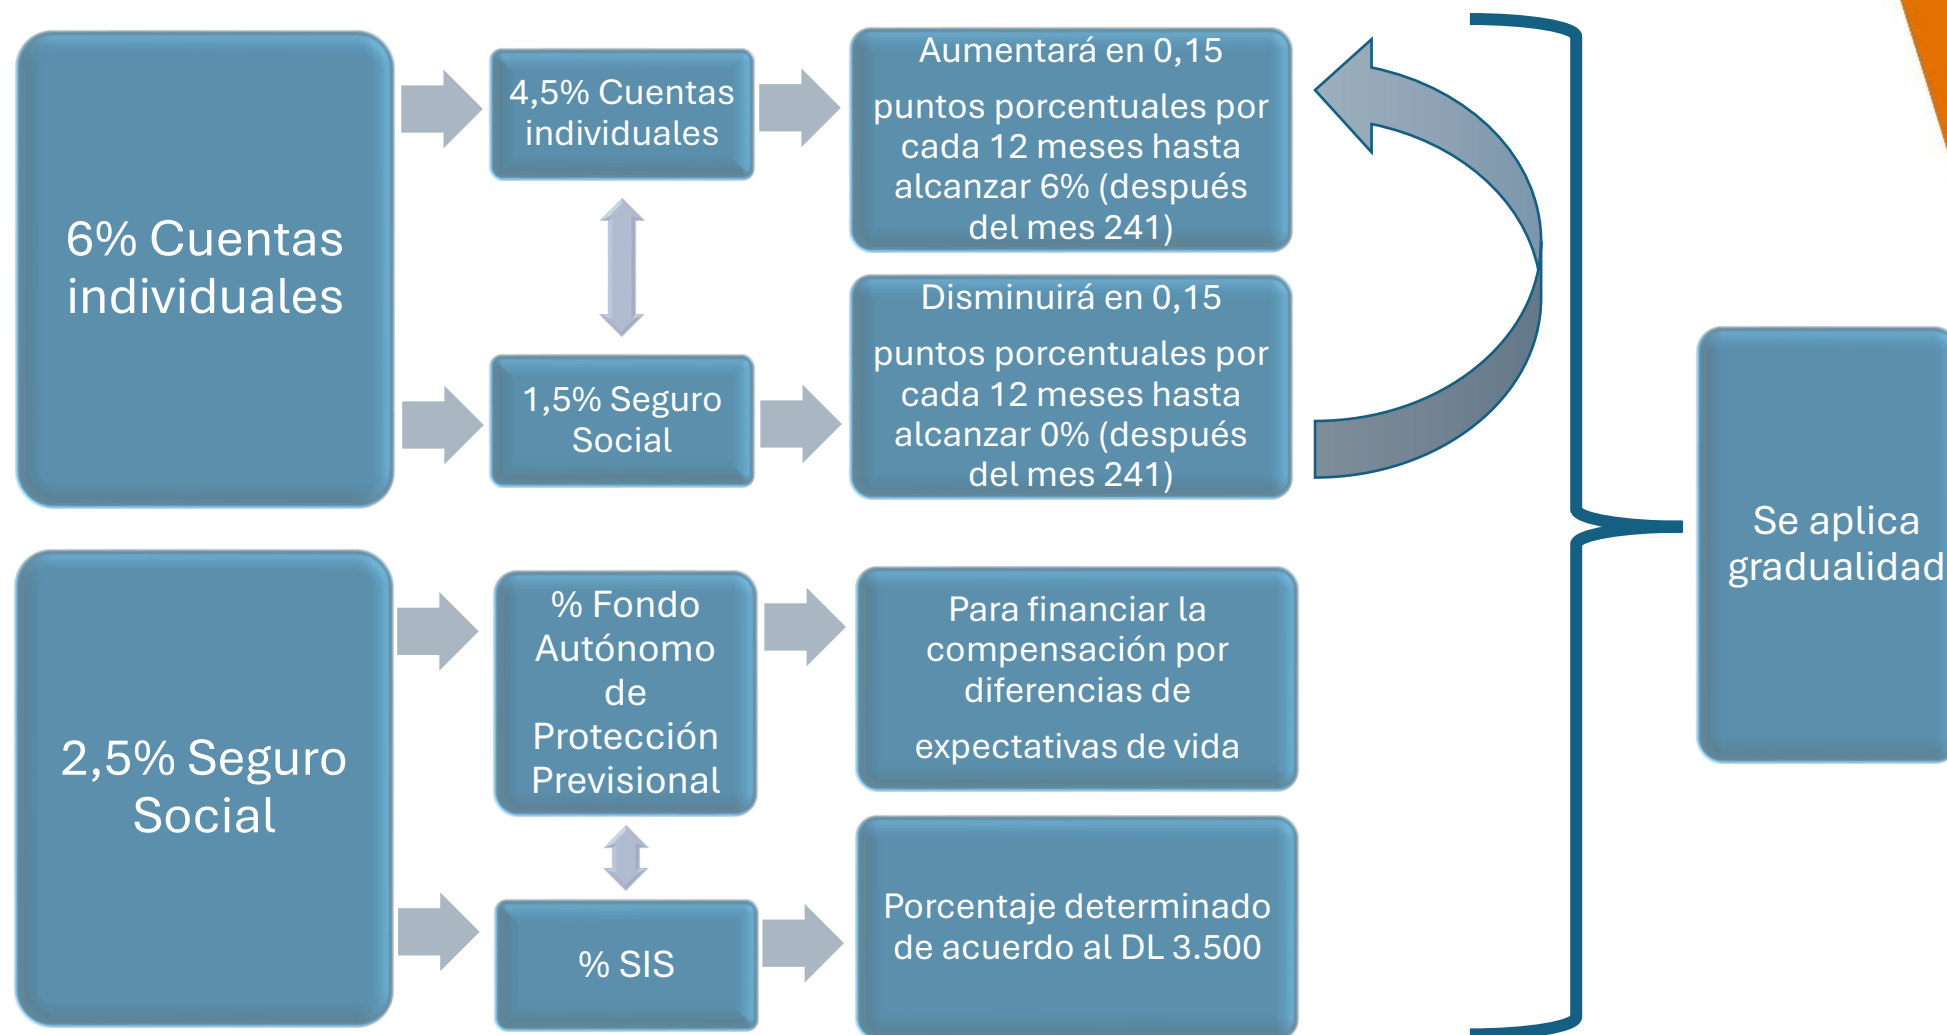 6% Cuentas
individuales
4,5% Cuentas
individuales
Aumentará en 0,15
puntos porcentuales por
cada 12 meses hasta
alcanzar 6% (después
del mes 241)
1,5% Seguro
Social
Disminuirá en 0,15
puntos porcentuales por
cada 12 meses hasta
alcanzar 0% (después
del mes 241)
2,5% Seguro
Social
% Fondo
Autónomo
de
Protección
Previsional
Para financiar la
compensación por
diferencias de
expectativas de vida
% SIS
Porcentaje determinado
de acuerdo al DL 3.500
Se aplica
gradualidad